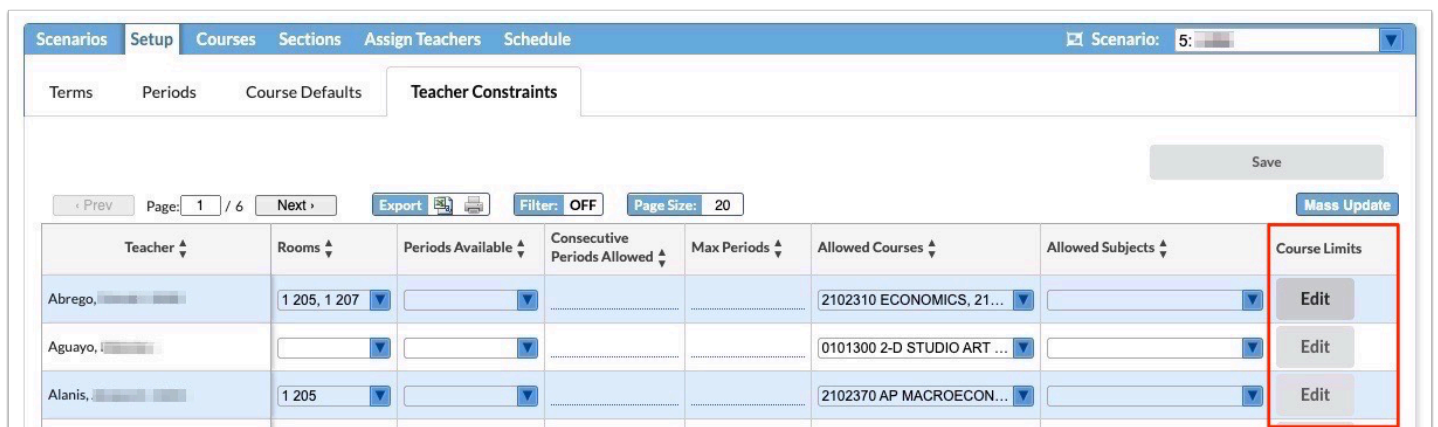 Scenarios Setup Courses Sections Assign Teachers Schedule Scenario: 5:
Terms Periods Course Defaults Teacher Constraints
Save
‹ Prev Page: 1 / 6 Next › Export Filter: OFF Page Size: 20 Mass Update
Teacher Rooms Periods Available Consecutive Periods Allowed Max Periods Allowed Courses Allowed Subjects Course Limits
Abrego, 1 205, 1 207 2102310 ECONOMICS, 21... Edit
Aguayo, 0101300 2-D STUDIO ART ... Edit
Alanis, 1 205 2102370 AP MACROECON... Edit